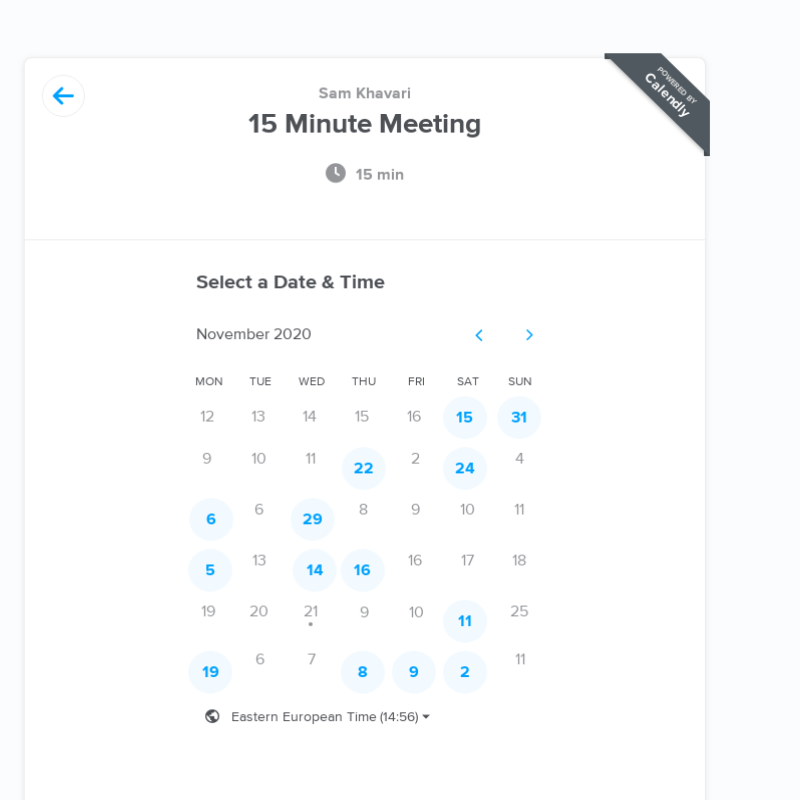 POWERED BY
Calendly
Sam Khavari
15 Minute Meeting
15 min
Select a Date & Time
November 2020
MON TUE WED THU FRI SAT SUN
12 13 14 15 16 15 31
9 10 11 22 2 24 4
6 6 29 8 9 10 11
5 13 14 16 16 17 18
19 20 21 9 10 11 25
19 6 7 8 9 2 11
Eastern European Time (14:56)